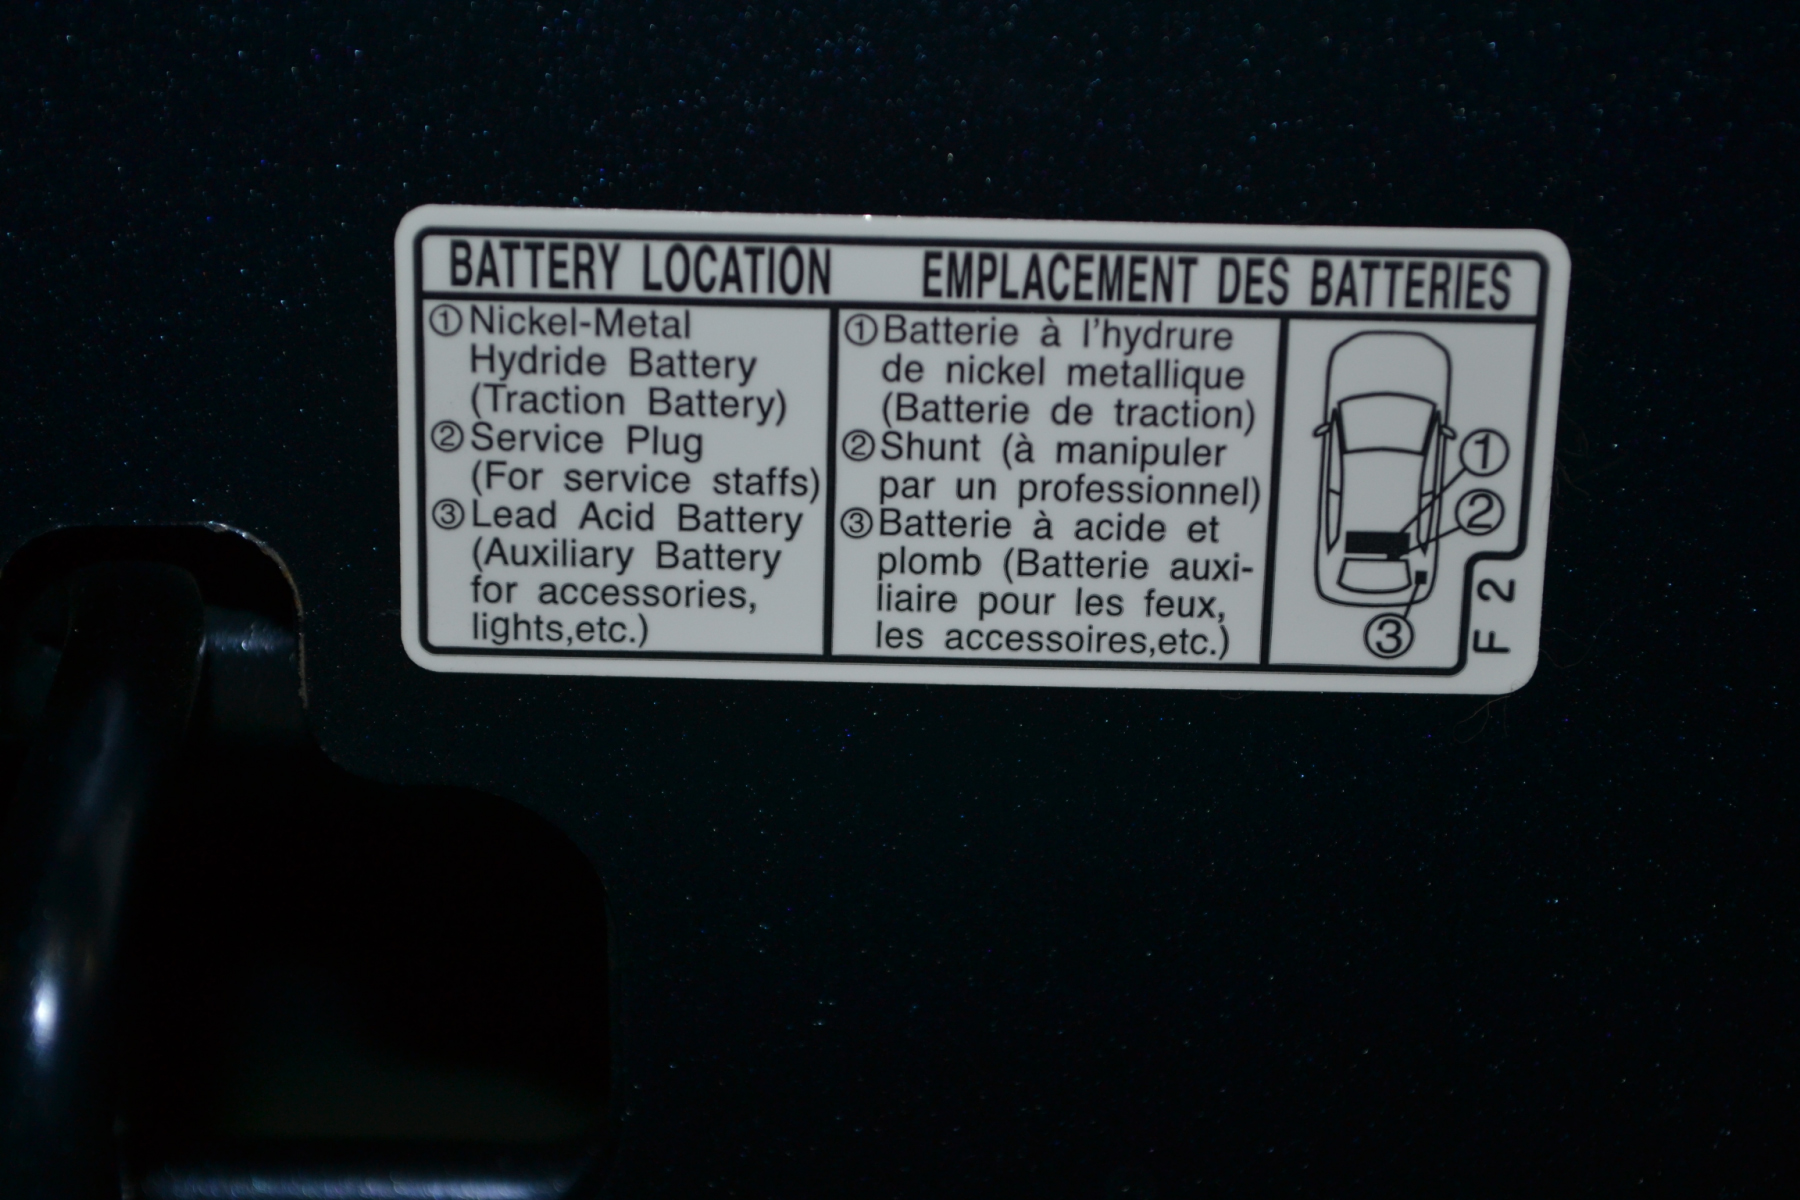 BATTERY LOCATION EMPLACEMENT DES BATTERIES
①Nickel-Metal
Hydride Battery
(Traction Battery)
②Service Plug
(For service staffs)
③Lead Acid Battery
(Auxiliary Battery
for accessories,
lights,etc.)
①Batterie à l'hydrure
de nickel metallique
(Batterie de traction)
②Shunt (à manipuler
par un professionnel)
③Batterie à acide et
plomb (Batterie auxi-
liaire pour les feux,
les accessoires,etc.)
①
②
③
F 2